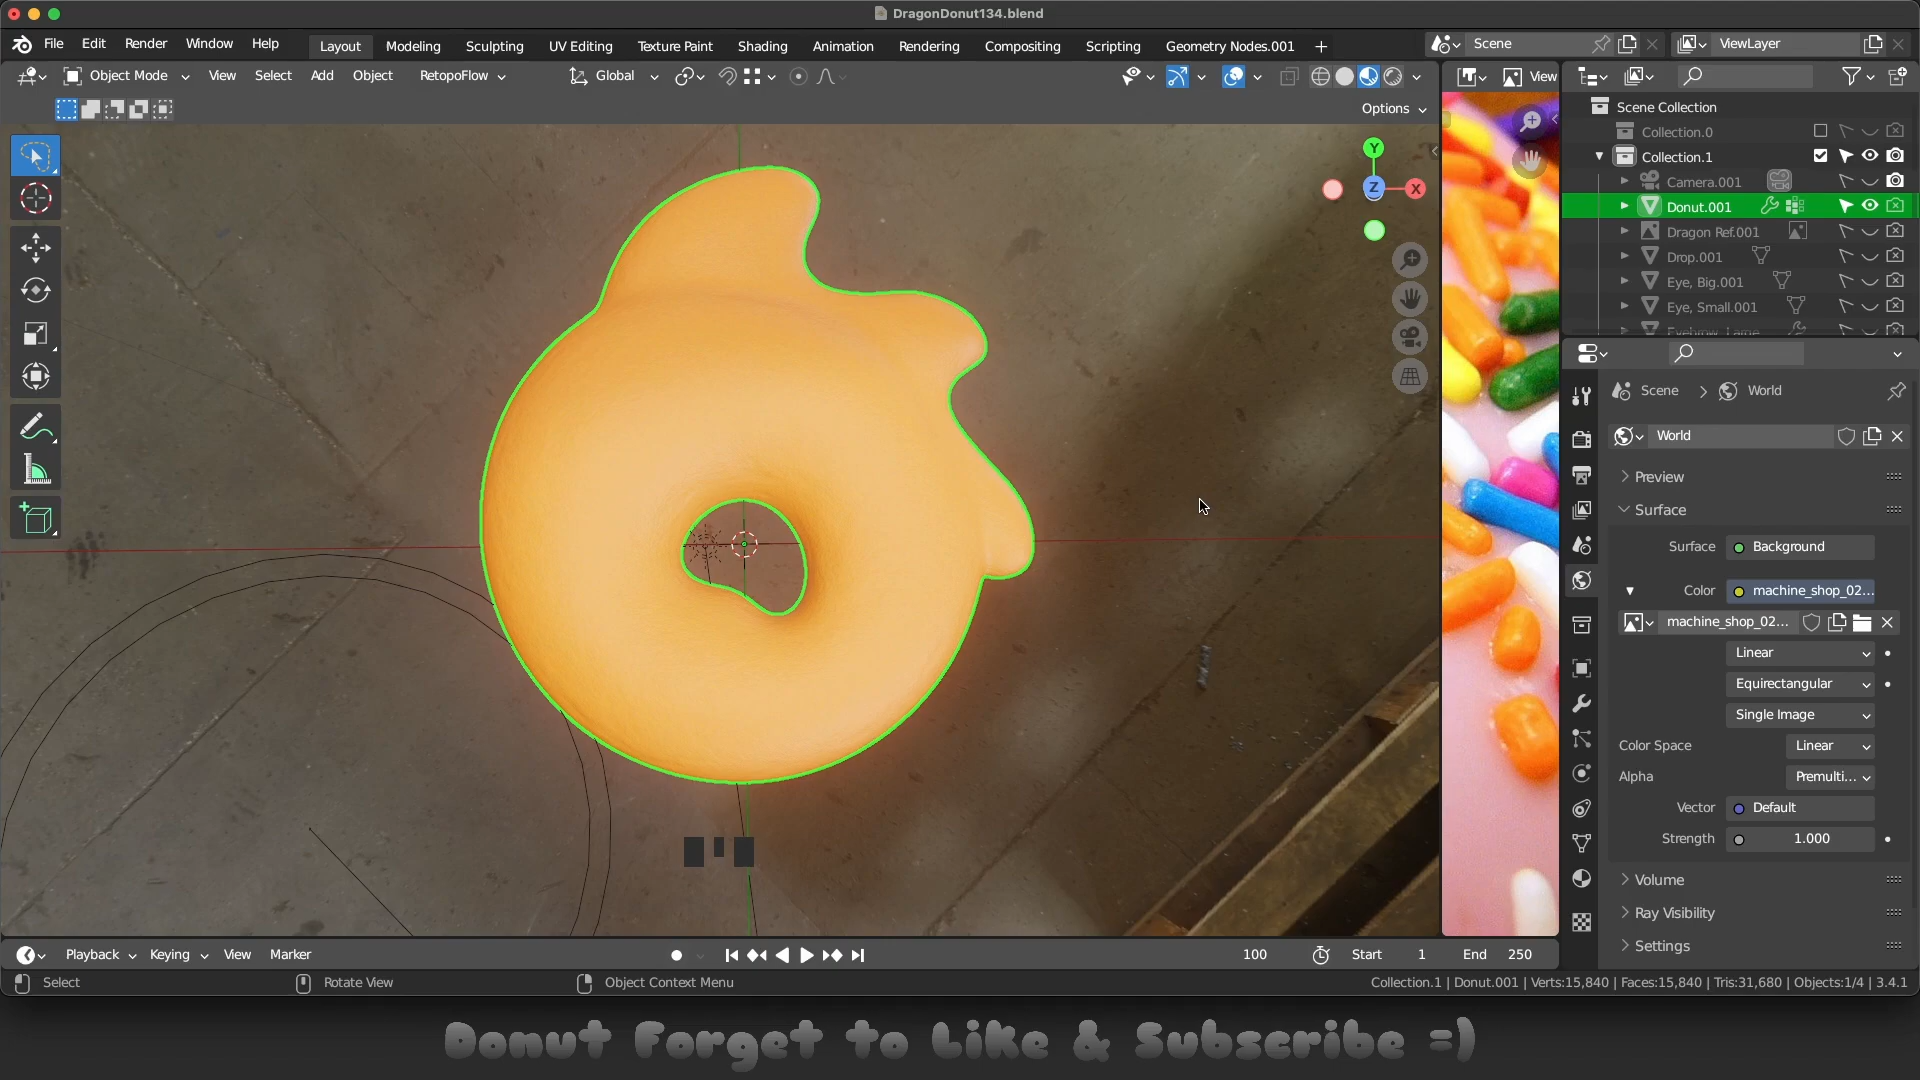 DragonDonut134.blend
File Edit Render Window Help Layout Modeling Sculpting UV Editing Texture Paint Shading Animation Rendering Compositing Scripting Geometry Nodes.001 + Scene ViewLayer
Object Mode View Select Add Object RetopoFlow Global View
Options
Y
Z X
Scene Collection
Collection.0
Collection.1
Camera.001
Donut.001
Dragon Ref.001
Drop.001
Eye, Big.001
Eye, Small.001
Scene > World
World
Preview
Surface
Surface Background
Color machine_shop_02...
machine_shop_02...
Linear
Equirectangular
Single Image
Color Space Linear
Alpha Premulti...
Vector Default
Strength 1.000
Volume
Ray Visibility
Settings
Playback Keying View Marker 100 Start 1 End 250
Select Rotate View Object Context Menu Collection.1 | Donut.001 | Verts:15,840 | Faces:15,840 | Tris:31,680 | Objects:1/4 | 3.4.1
Donut Forget to Like & Subscribe =)